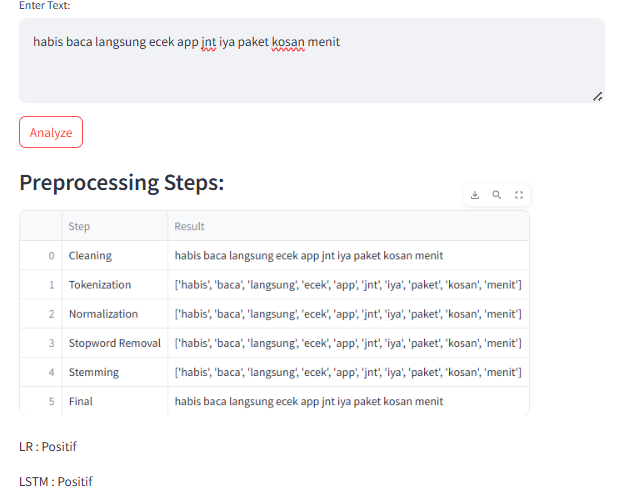 Enter Text:
habis baca langsung ecek app jnt iya paket kosan menit
Analyze
Preprocessing Steps:
Step Result
0 Cleaning habis baca langsung ecek app jnt iya paket kosan menit
1 Tokenization ['habis', 'baca', 'langsung', 'ecek', 'app', 'jnt', 'iya', 'paket', 'kosan', 'menit']
2 Normalization ['habis', 'baca', 'langsung', 'ecek', 'app', 'jnt', 'iya', 'paket', 'kosan', 'menit']
3 Stopword Removal ['habis', 'baca', 'langsung', 'ecek', 'app', 'jnt', 'iya', 'paket', 'kosan', 'menit']
4 Stemming ['habis', 'baca', 'langsung', 'ecek', 'app', 'jnt', 'iya', 'paket', 'kosan', 'menit']
5 Final habis baca langsung ecek app jnt iya paket kosan menit
LR : Positif
LSTM : Positif